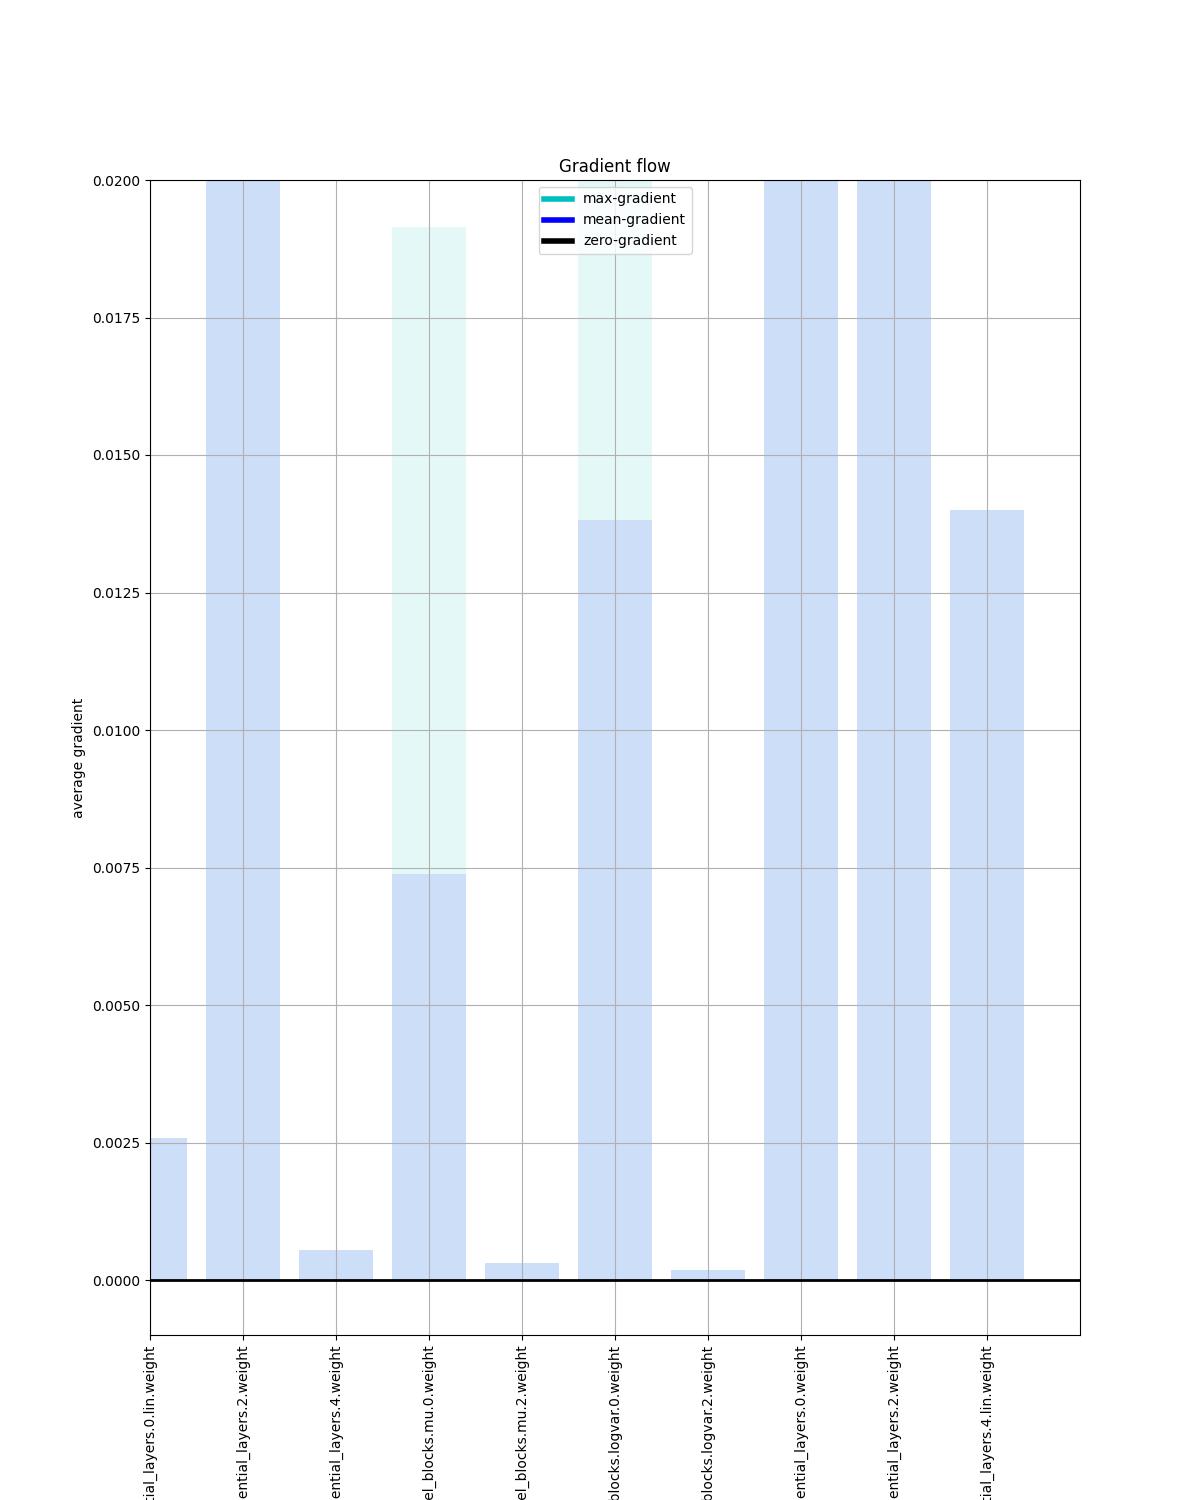 Gradient flow
max-gradient
mean-gradient
zero-gradient
0.0200
0.0175
0.0150
0.0125
0.0100
0.0075
0.0050
0.0025
0.0000
average gradient
tial_layers.0.lin.weight
ential_layers.2.weight
ential_layers.4.weight
el_blocks.mu.0.weight
el_blocks.mu.2.weight
blocks.logvar.0.weight
blocks.logvar.2.weight
ential_layers.0.weight
ential_layers.2.weight
tial_layers.4.lin.weight